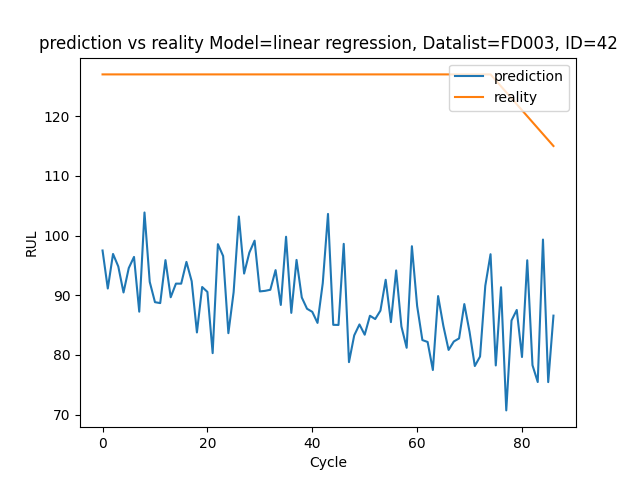 prediction vs reality Model=linear regression, Datalist=FD003, ID=42
prediction
reality
RUL
120
110
100
90
80
70
0 20 40 60 80
Cycle